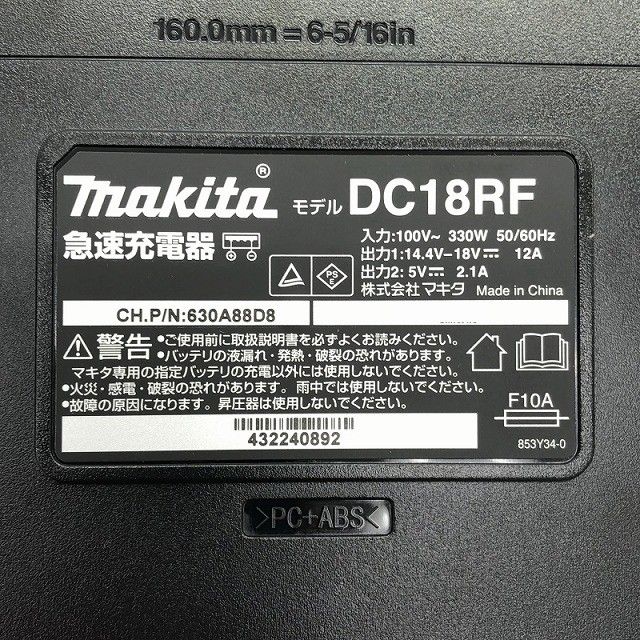 160.0mm=6-5/16in
makita® モデル DC18RF
急速充電器
入力:100V~ 330W 50/60Hz
出力1:14.4V⎓18V⎓ 12A
出力2:5V⎓ 2.1A
株式会社マキタ Made in China
PSE
CH.P/N:630A88D8
警告 •ご使用前に取扱説明書を必ずよくお読みください。
•バッテリの液漏れ・発熱・破裂の恐れがあります。
マキタ専用の指定バッテリの充電以外には使用しないでください。
•火災・感電・破裂の恐れがあります。雨中では使用しないでください。
•故障の原因になります。昇圧器は使用しないでください。
F10A
432240892
853Y34-0
>PC+ABS<